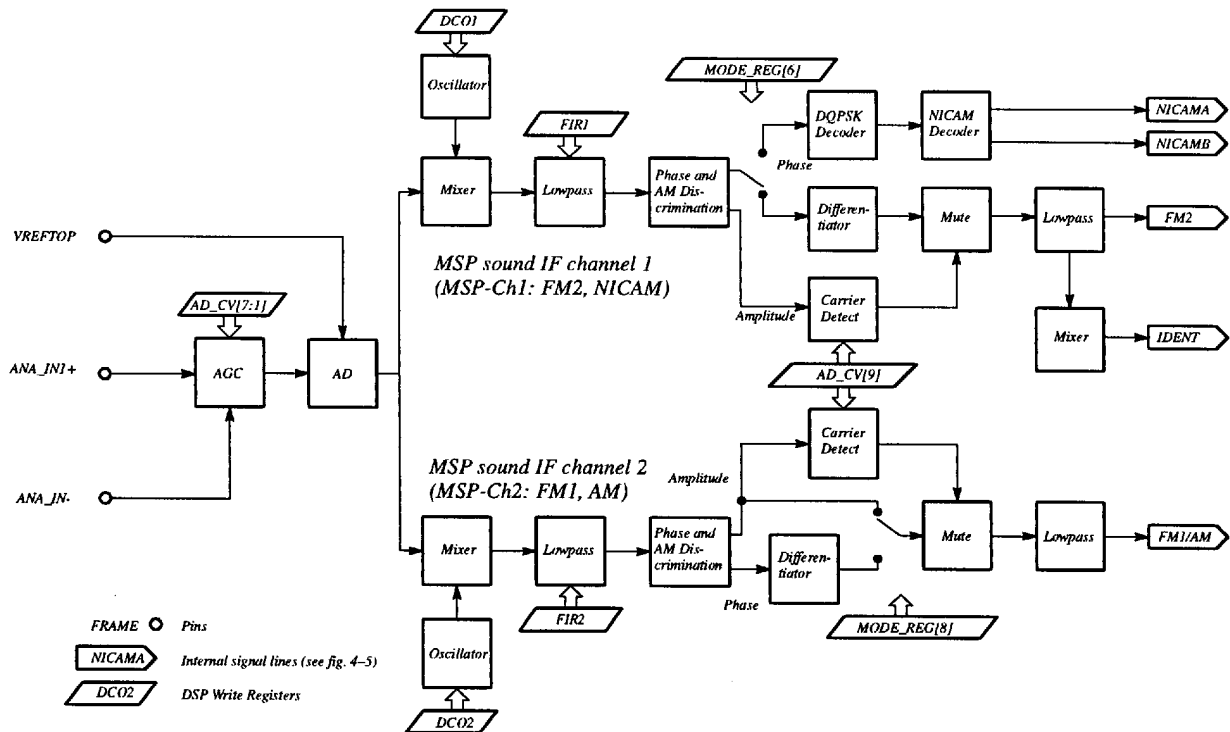 DCO1
Oscillator
MODE_REG[6]
FIR1
DQPSK
Decoder
NICAM
Decoder
NICAMA
NICAMB
Phase
Mixer
Lowpass
Phase and
AM Dis-
crimination
Differen-
tiator
Mute
Lowpass
FM2
VREFTOP
MSP sound IF channel 1
(MSP-Ch1: FM2, NICAM)
AD_CV[7:1]
Amplitude
Carrier
Detect
Mixer
IDENT
ANA_IN1+
AGC
AD
AD_CV[9]
MSP sound IF channel 2
(MSP-Ch2: FM1, AM)
Amplitude
Carrier
Detect
ANA_IN-
Mixer
Lowpass
Phase and
AM Dis-
crimination
Differen-
tiator
Mute
Lowpass
FM1/AM
Phase
FIR2
MODE_REG[8]
FRAME
Pins
Oscillator
NICAMA
Internal signal lines (see fig. 4–5)
DCO2
DSP Write Registers
DCO2